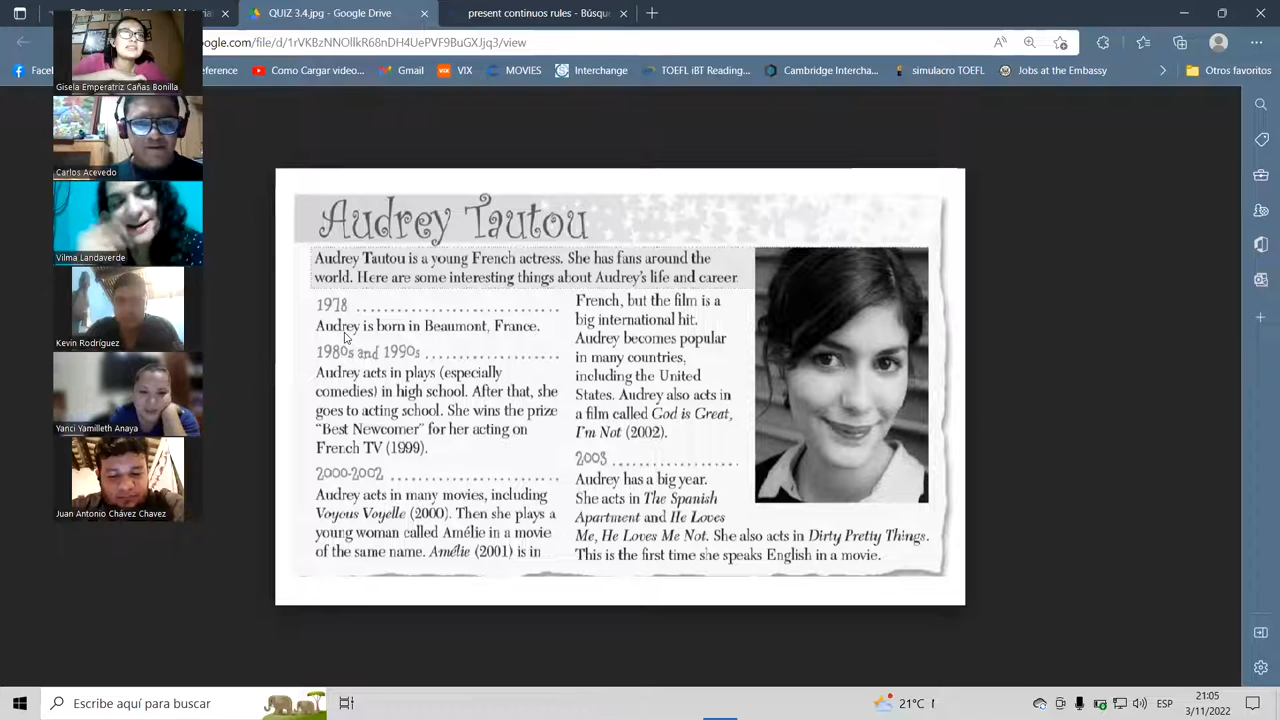 QUIZ 3.4.jpg - Google Drive
present continuos rules - Búsqu
ogle.com/file/d/1rVKBzNNOllkR68nDH4UePVF9BuGXJjq3/view
Como Cargar video...
Gmail
VIX
MOVIES
Interchange
TOEFL iBT Reading...
Cambridge Intercha...
simulacro TOEFL
Jobs at the Embassy
Otros favoritos
Gisela Emperatriz Cañas Bonilla
Carlos Acevedo
Vilma Landaverde
Kevin Rodríguez
Yanci Yamilleth Anaya
Juan Antonio Chávez Chavez
Audrey Tautou
Audrey Tautou is a young French actress. She has fans around the
world. Here are some interesting things about Audrey's life and career.
1978
Audrey is born in Beaumont, France.
1980s and 1990s
Audrey acts in plays (especially
comedies) in high school. After that, she
goes to acting school. She wins the prize
"Best Newcomer" for her acting on
French TV (1999).
2000-2002
Audrey acts in many movies, including
Voyous Voyelle (2000). Then she plays a
young woman called Amélie in a movie
of the same name. Amélie (2001) is in
French, but the film is a
big international hit.
Audrey becomes popular
in many countries,
including the United
States. Audrey also acts in
a film called God is Great,
I'm Not (2002).
2003
Audrey has a big year.
She acts in The Spanish
Apartment and He Loves
Me, He Loves Me Not. She also acts in Dirty Pretty Things.
This is the first time she speaks English in a movie.
Escribe aquí para buscar
21°C
ESP
21:05
3/11/2022